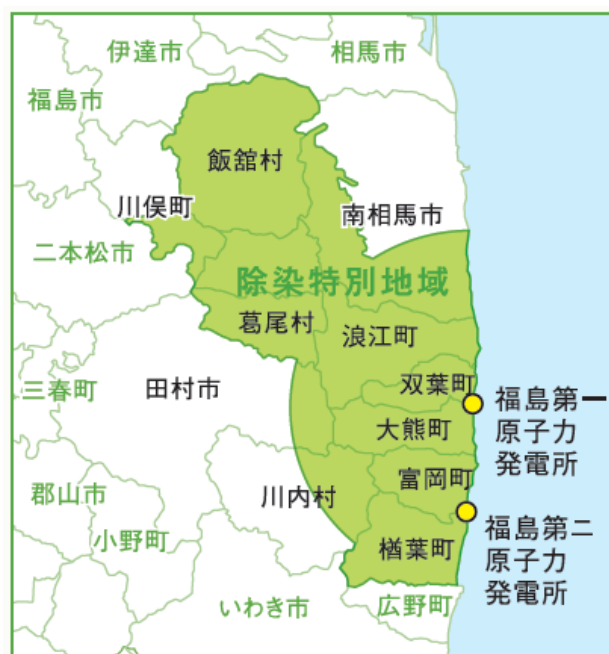 伊達市
相馬市
福島市
飯舘村
川俣町
南相馬市
二本松市
除染特別地域
葛尾村
浪江町
双葉町
三春町
田村市
福島第一
原子力
発電所
大熊町
富岡町
郡山市
川内村
小野町
楢葉町
福島第二
原子力
発電所
いわき市
広野町